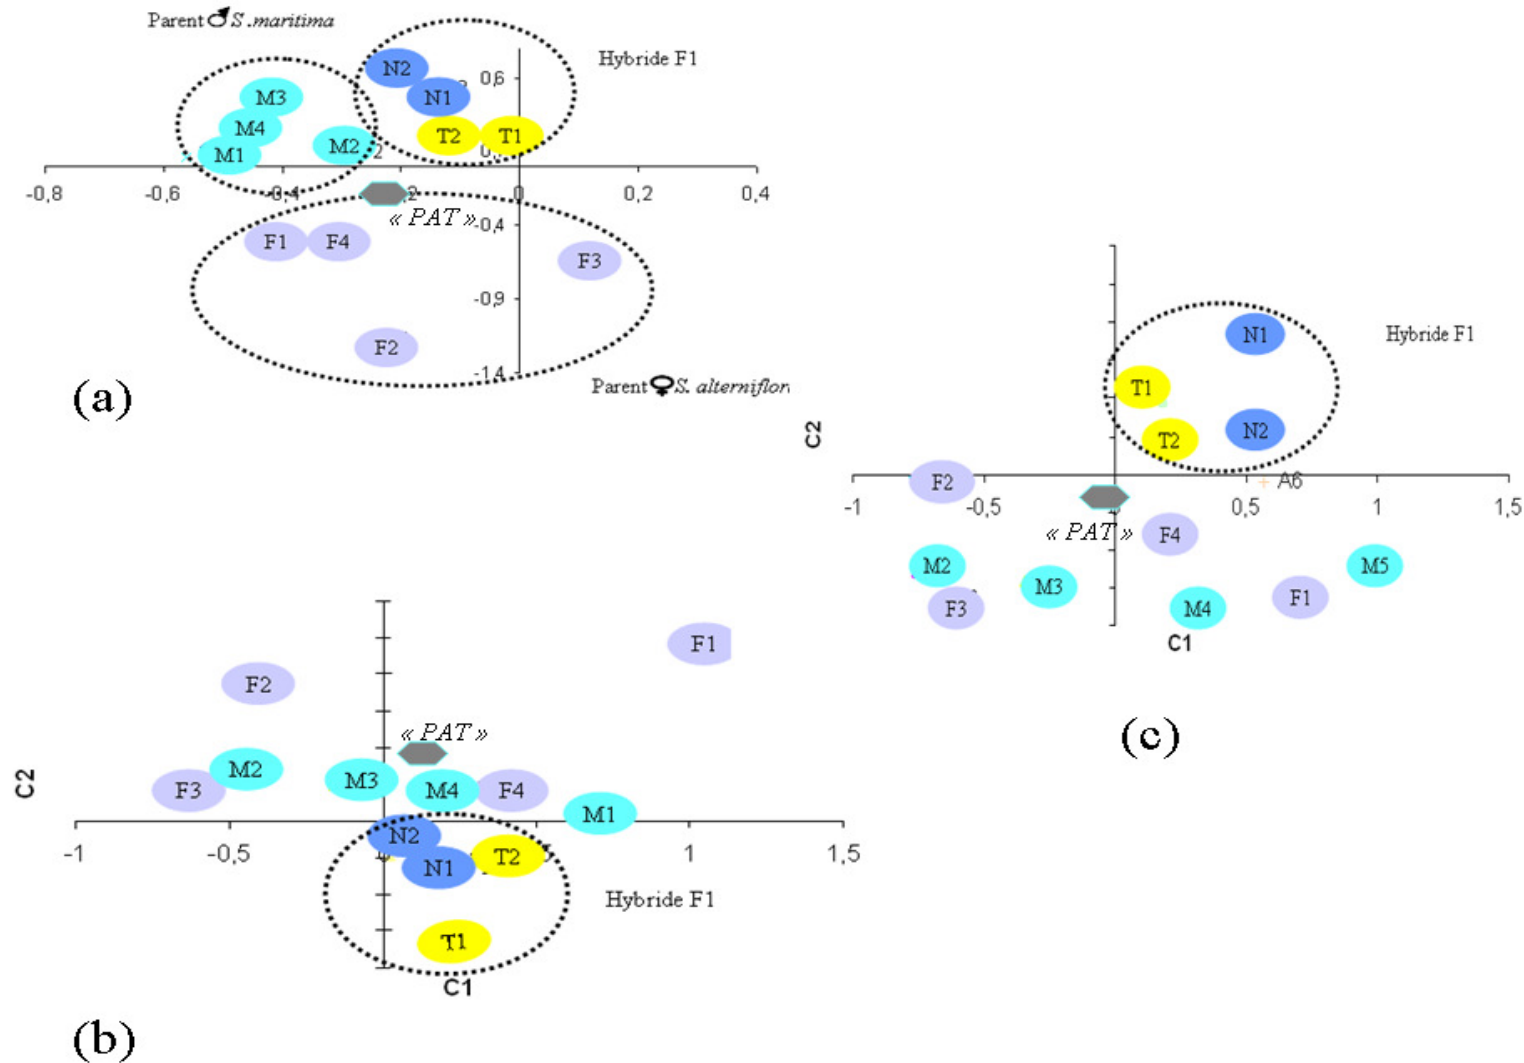 Parent ♂ S.maritima
Hybride F1
N2
0,6
M3
N1
M4
T2
T1
M2
M1
-0,8
-0,6
-0,4
0
0,2
0,4
« PAT »
-0,4
F1
F4
F3
-0,9
F2
-1,4
Parent ♀ S. alterniflor
(a)
N1
Hybride F1
T1
N2
C2
T2
F2
A6
-1
-0,5
0,5
1
1,5
« PAT »
F4
M2
M3
M5
F3
M4
F1
C1
(c)
F1
F2
« PAT »
M2
M3
F3
M4
F4
C2
M1
N2
-1
-0,5
N1
T2
1
1,5
Hybride F1
T1
C1
(b)